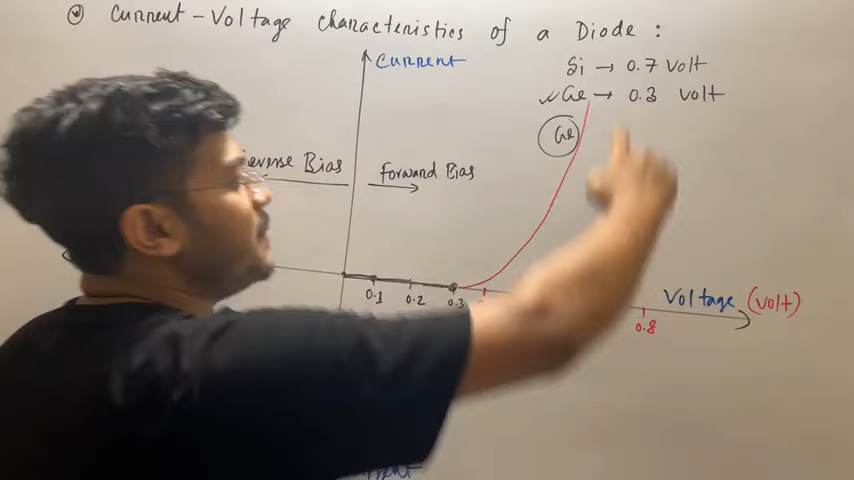 Current-Voltage characteristics of a Diode :
Current
Si → 0.7 Volt
✓Ge → 0.3 volt
Ge
Bias
Forward Bias
0.1 0.2 0.3
0.8
Voltage (volt)